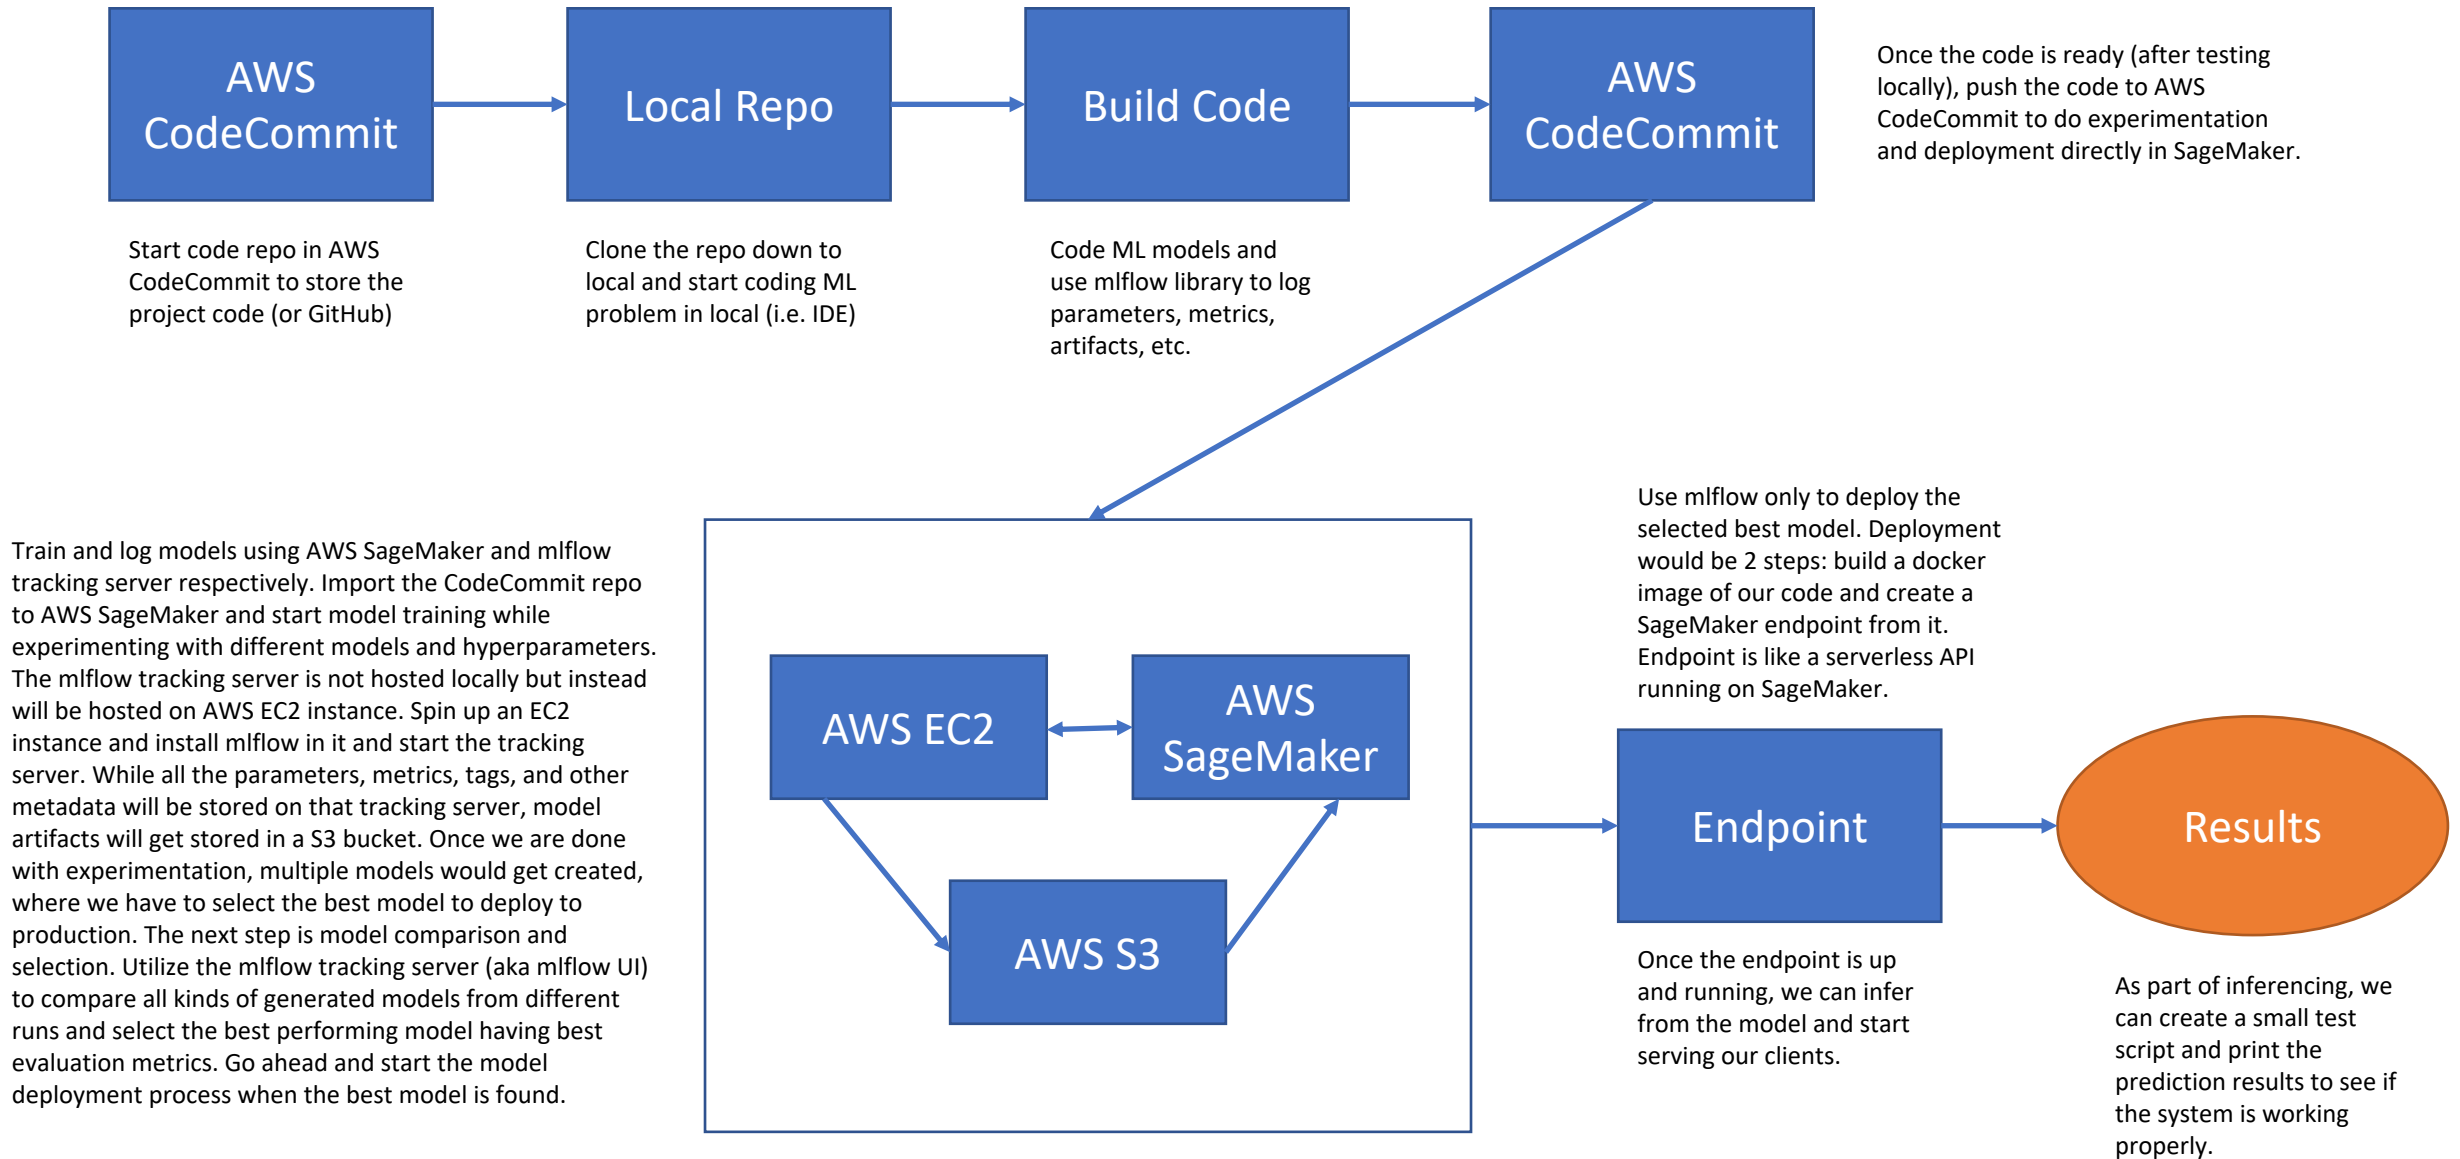 AWS
CodeCommit
Local Repo
Build Code
AWS
CodeCommit
Once the code is ready (after testing
locally), push the code to AWS
CodeCommit to do experimentation
and deployment directly in SageMaker.
Start code repo in AWS
CodeCommit to store the
project code (or GitHub)
Clone the repo down to
local and start coding ML
problem in local (i.e. IDE)
Code ML models and
use mlflow library to log
parameters, metrics,
artifacts, etc.
Train and log models using AWS SageMaker and mlflow
tracking server respectively. Import the CodeCommit repo
to AWS SageMaker and start model training while
experimenting with different models and hyperparameters.
The mlflow tracking server is not hosted locally but instead
will be hosted on AWS EC2 instance. Spin up an EC2
instance and install mlflow in it and start the tracking
server. While all the parameters, metrics, tags, and other
metadata will be stored on that tracking server, model
artifacts will get stored in a S3 bucket. Once we are done
with experimentation, multiple models would get created,
where we have to select the best model to deploy to
production. The next step is model comparison and
selection. Utilize the mlflow tracking server (aka mlflow UI)
to compare all kinds of generated models from different
runs and select the best performing model having best
evaluation metrics. Go ahead and start the model
deployment process when the best model is found.
AWS EC2
AWS
SageMaker
AWS S3
Use mlflow only to deploy the
selected best model. Deployment
would be 2 steps: build a docker
image of our code and create a
SageMaker endpoint from it.
Endpoint is like a serverless API
running on SageMaker.
Endpoint
Once the endpoint is up
and running, we can infer
from the model and start
serving our clients.
Results
As part of inferencing, we
can create a small test
script and print the
prediction results to see if
the system is working
properly.